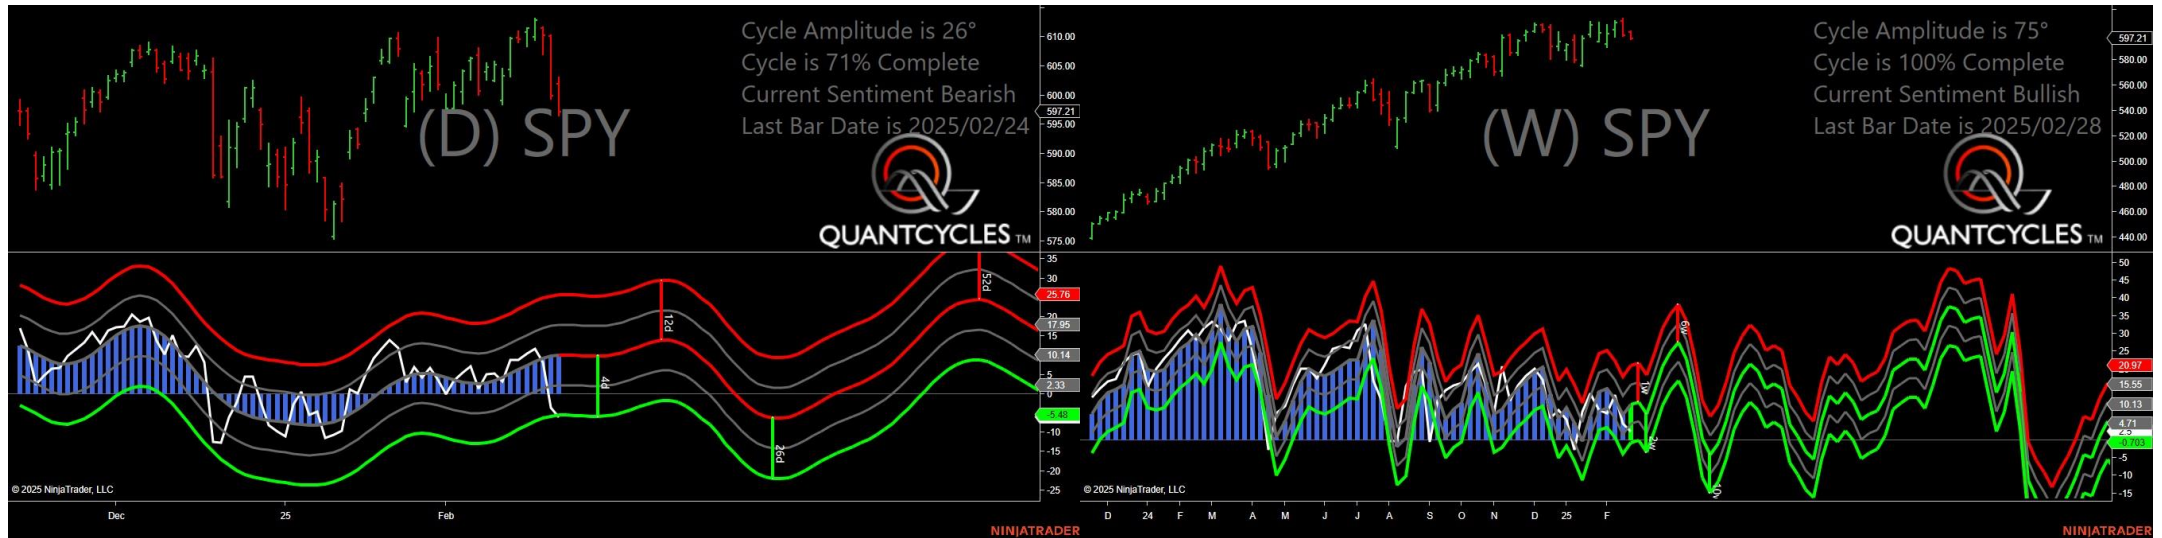 Cycle Amplitude is 26°
Cycle is 71% Complete
Current Sentiment Bearish
Last Bar Date is 2025/02/24
(D) SPY
QUANTCYCLES TM
610.00
605.00
600.00
597.21
595.00
590.00
585.00
580.00
575.00
35
30
25.76
20
17.95
10.14
5
2.33
0
-5.48
-10
-15
-20
-25
4d
12d
26d
52d
© 2025 NinjaTrader, LLC
Dec
25
Feb
NINJATRADER
Cycle Amplitude is 75°
Cycle is 100% Complete
Current Sentiment Bullish
Last Bar Date is 2025/02/28
(W) SPY
QUANTCYCLES TM
597.21
580.00
560.00
540.00
520.00
500.00
480.00
460.00
440.00
50
45
40
35
30
25
20.97
15.55
10.13
4.71
-0.703
-5
-10
-15
1w
2w
6w
© 2025 NinjaTrader, LLC
D
24
F
M
A
M
J
J
A
S
O
N
D
25
F
NINJATRADER